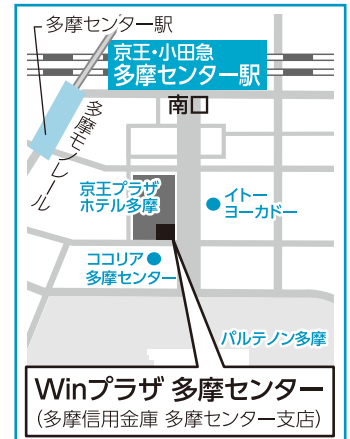 多摩センター駅
京王・小田急
多摩センター駅
南口
多摩モノレール
京王プラザ
ホテル多摩
イトー
ヨーカドー
ココリア
多摩センター
パルテノン多摩
Winプラザ 多摩センター
(多摩信用金庫 多摩センター支店)